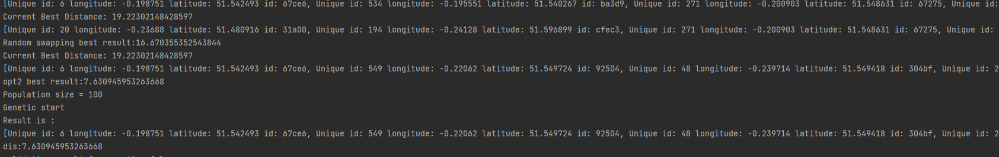 [Unique id: 6 longitude: -0.198751 latitude: 51.542493 id: 67ce6, Unique id: 534 longitude: -0.195551 latitude: 51.540267 id: ba3d9, Unique id: 271 longitude: -0.200903 latitude: 51.548631 id: 67275, Unique id:
Current Best Distance: 19.22302148428597
[Unique id: 20 longitude: -0.23688 latitude: 51.480916 id: 31a00, Unique id: 194 longitude: -0.24128 latitude: 51.596899 id: cfec3, Unique id: 271 longitude: -0.200903 latitude: 51.548631 id: 67275, Unique id:
Random swapping best result:16.670355352543844
Current Best Distance: 19.22302148428597
[Unique id: 6 longitude: -0.198751 latitude: 51.542493 id: 67ce6, Unique id: 549 longitude: -0.22062 latitude: 51.549724 id: 92504, Unique id: 48 longitude: -0.239714 latitude: 51.549418 id: 304bf, Unique id: 2
opt2 best result:7.630945953263668
Population size = 100
Genetic start
Result is :
[Unique id: 6 longitude: -0.198751 latitude: 51.542493 id: 67ce6, Unique id: 549 longitude: -0.22062 latitude: 51.549724 id: 92504, Unique id: 48 longitude: -0.239714 latitude: 51.549418 id: 304bf, Unique id: 2
dis:7.630945953263668